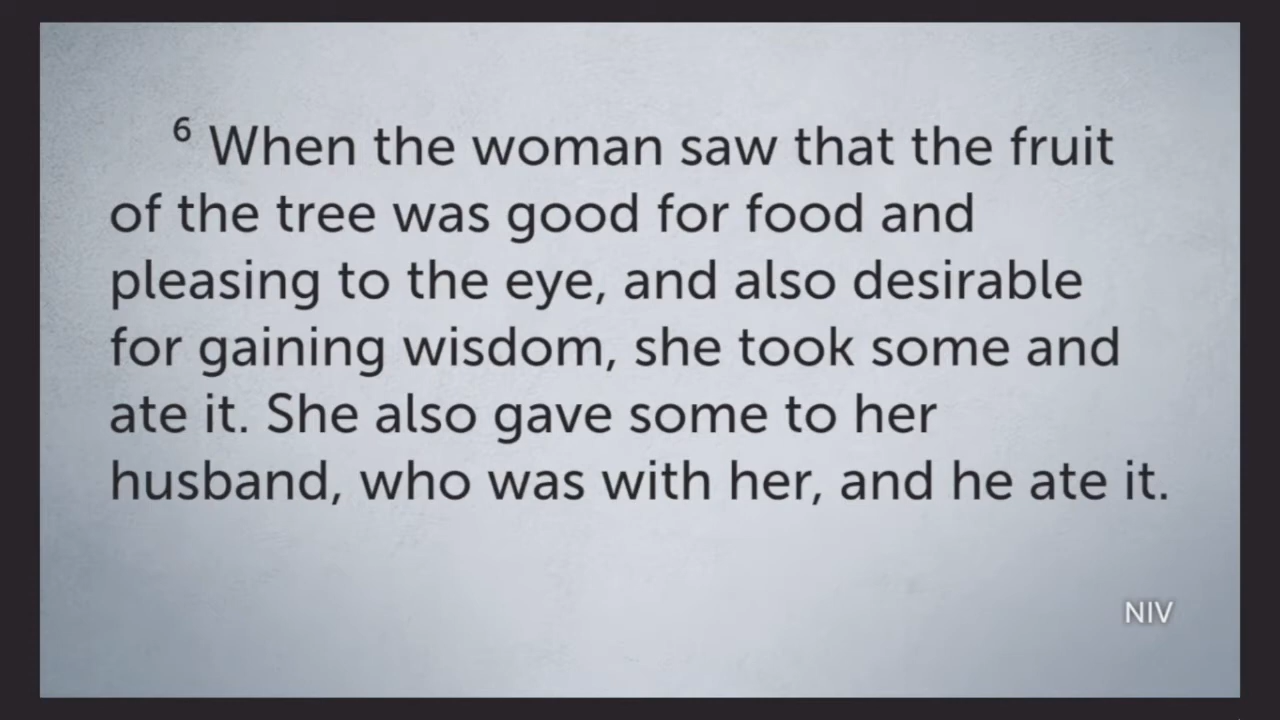 ⁶ When the woman saw that the fruit
of the tree was good for food and
pleasing to the eye, and also desirable
for gaining wisdom, she took some and
ate it. She also gave some to her
husband, who was with her, and he ate it.
NIV